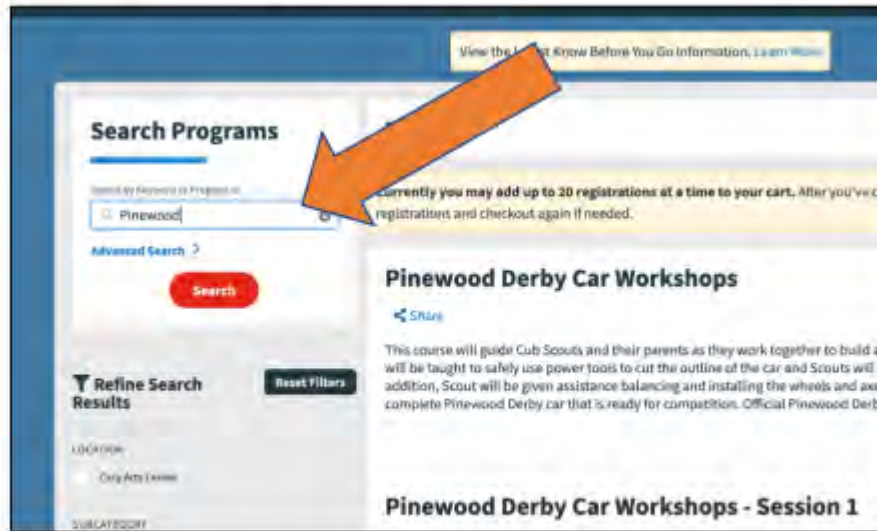 View the Latest Know Before You Go Information. Learn More
Search Programs
Search by Keyword or Program ID
Pinewood
Advanced Search >
Search
Currently you may add up to 20 registrations at a time to your cart. After you've c
registrations and checkout again if needed.
Pinewood Derby Car Workshops
Share
This course will guide Cub Scouts and their parents as they work together to build a
will be taught to safely use power tools to cut the outline of the car and Scouts will
addition, Scout will be given assistance balancing and installing the wheels and axe
complete Pinewood Derby car that is ready for competition. Official Pinewood Derb
Refine Search
Results
Reset Filters
LOCATION
Cary Arts Center
SUBCATEGORY
Pinewood Derby Car Workshops - Session 1